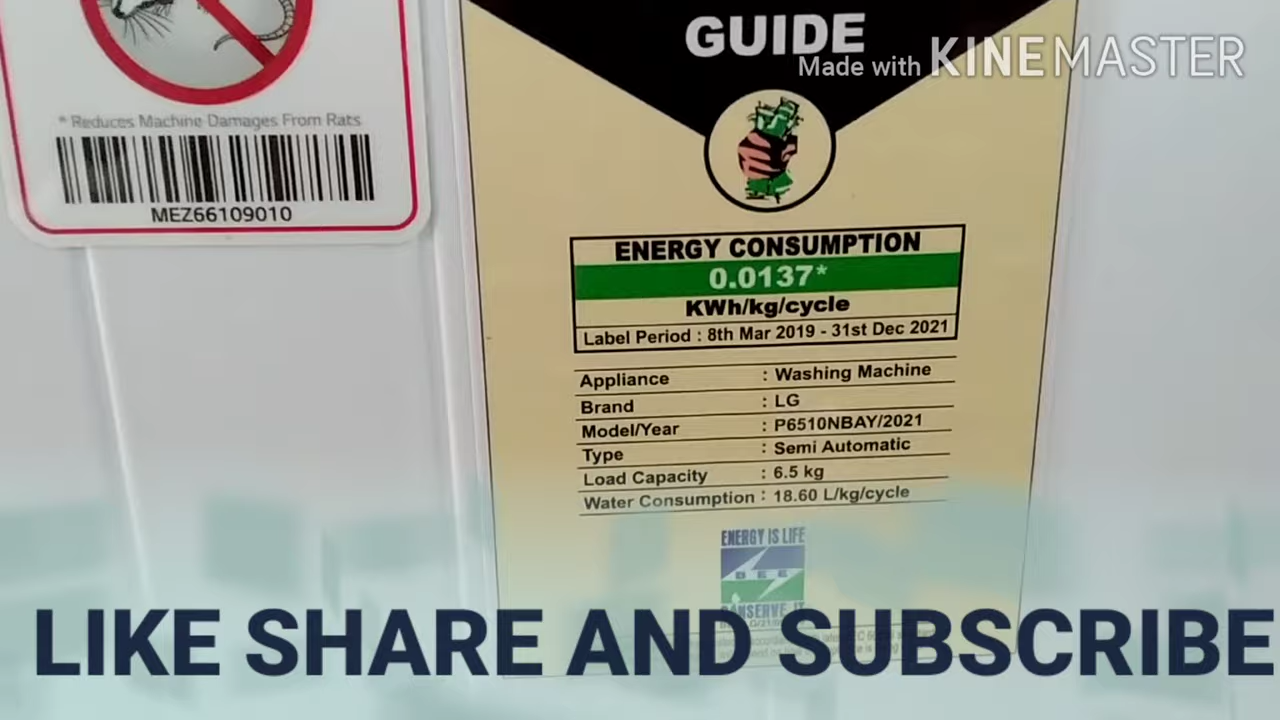 GUIDE
Made with KINEMASTER
* Reduces Machine Damages From Rats
MEZ66109010
ENERGY CONSUMPTION
0.0137*
KWh/kg/cycle
Label Period : 8th Mar 2019 - 31st Dec 2021
Appliance : Washing Machine
Brand : LG
Model/Year : P6510NBAY/2021
Type : Semi Automatic
Load Capacity : 6.5 kg
Water Consumption : 18.60 L/kg/cycle
ENERGY IS LIFE
BEE
CONSERVE IT
LIKE SHARE AND SUBSCRIBE